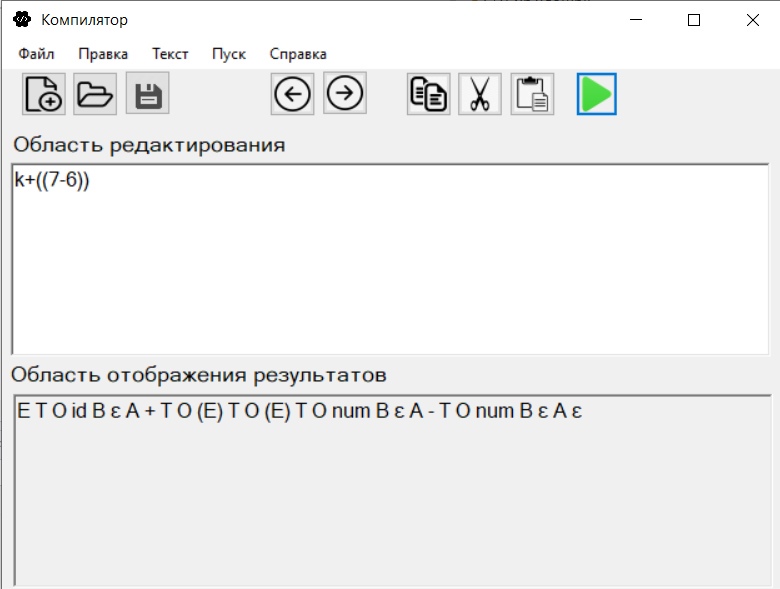 Компилятор
Файл Правка Текст Пуск Справка
Область редактирования
k+((7-6))
Область отображения результатов
E T O id B ε A + T O (E) T O (E) T O num B ε A - T O num B ε A ε